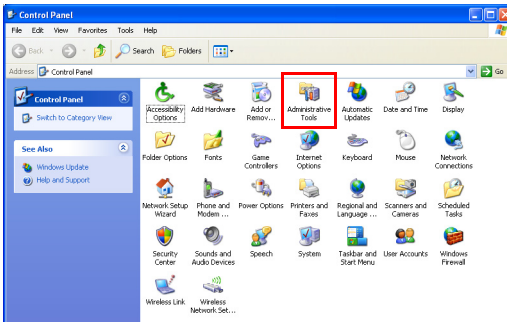 Control Panel
File Edit View Favorites Tools Help
Back Search Folders
Address Control Panel Go
Control Panel
Switch to Category View
See Also
Windows Update
Help and Support
Accessibility Options
Add Hardware
Add or Remov...
Administrative Tools
Automatic Updates
Date and Time
Display
Folder Options
Fonts
Game Controllers
Internet Options
Keyboard
Mouse
Network Connections
Network Setup Wizard
Phone and Modem ...
Power Options
Printers and Faxes
Regional and Language ...
Scanners and Cameras
Scheduled Tasks
Security Center
Sounds and Audio Devices
Speech
System
Taskbar and Start Menu
User Accounts
Windows Firewall
Wireless Link
Wireless Network Set...